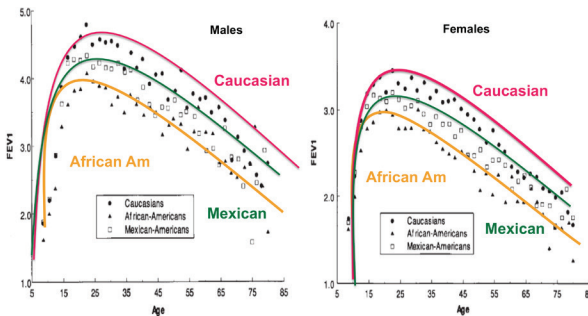 Males
5.0
4.0
3.0
2.0
1.0
FEV1
Caucasian
African Am
Mexican
● Caucasians
▲ African-Americans
□ Mexican-Americans
5 15 25 35 45 55 65 75 85
Age
Females
4.0
3.0
2.0
1.0
FEV1
Caucasian
African Am
Mexican
● Caucasians
▲ African-Americans
□ Mexican-Americans
5 15 25 35 45 55 65 75 85
Age